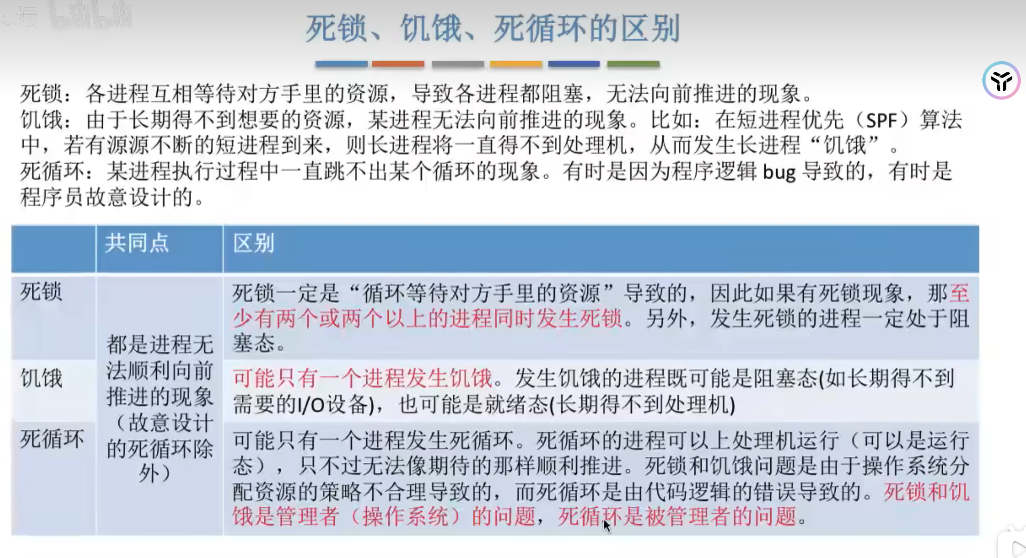 死锁、饥饿、死循环的区别
死锁：各进程互相等待对方手里的资源，导致各进程都阻塞，无法向前推进的现象。
饥饿：由于长期得不到想要的资源，某进程无法向前推进的现象。比如：在短进程优先（SPF）算法
中，若有源源不断的短进程到来，则长进程将一直得不到处理机，从而发生长进程“饥饿”。
死循环：某进程执行过程中一直跳不出某个循环的现象。有时是因为程序逻辑 bug 导致的，有时是
程序员故意设计的。
共同点
区别
死锁
都是进程无
法顺利向前
推进的现象
（故意设计
的死循环除
外）
死锁一定是“循环等待对方手里的资源”导致的，因此如果有死锁现象，那至
少有两个或两个以上的进程同时发生死锁。另外，发生死锁的进程一定处于阻
塞态。
饥饿
可能只有一个进程发生饥饿。发生饥饿的进程既可能是阻塞态(如长期得不到
需要的I/O设备)，也可能是就绪态(长期得不到处理机)
死循环
可能只有一个进程发生死循环。死循环的进程可以上处理机运行（可以是运行
态），只不过无法像期待的那样顺利推进。死锁和饥饿问题是由于操作系统分
配资源的策略不合理导致的，而死循环是由代码逻辑的错误导致的。死锁和饥
饿是管理者（操作系统）的问题，死循环是被管理者的问题。